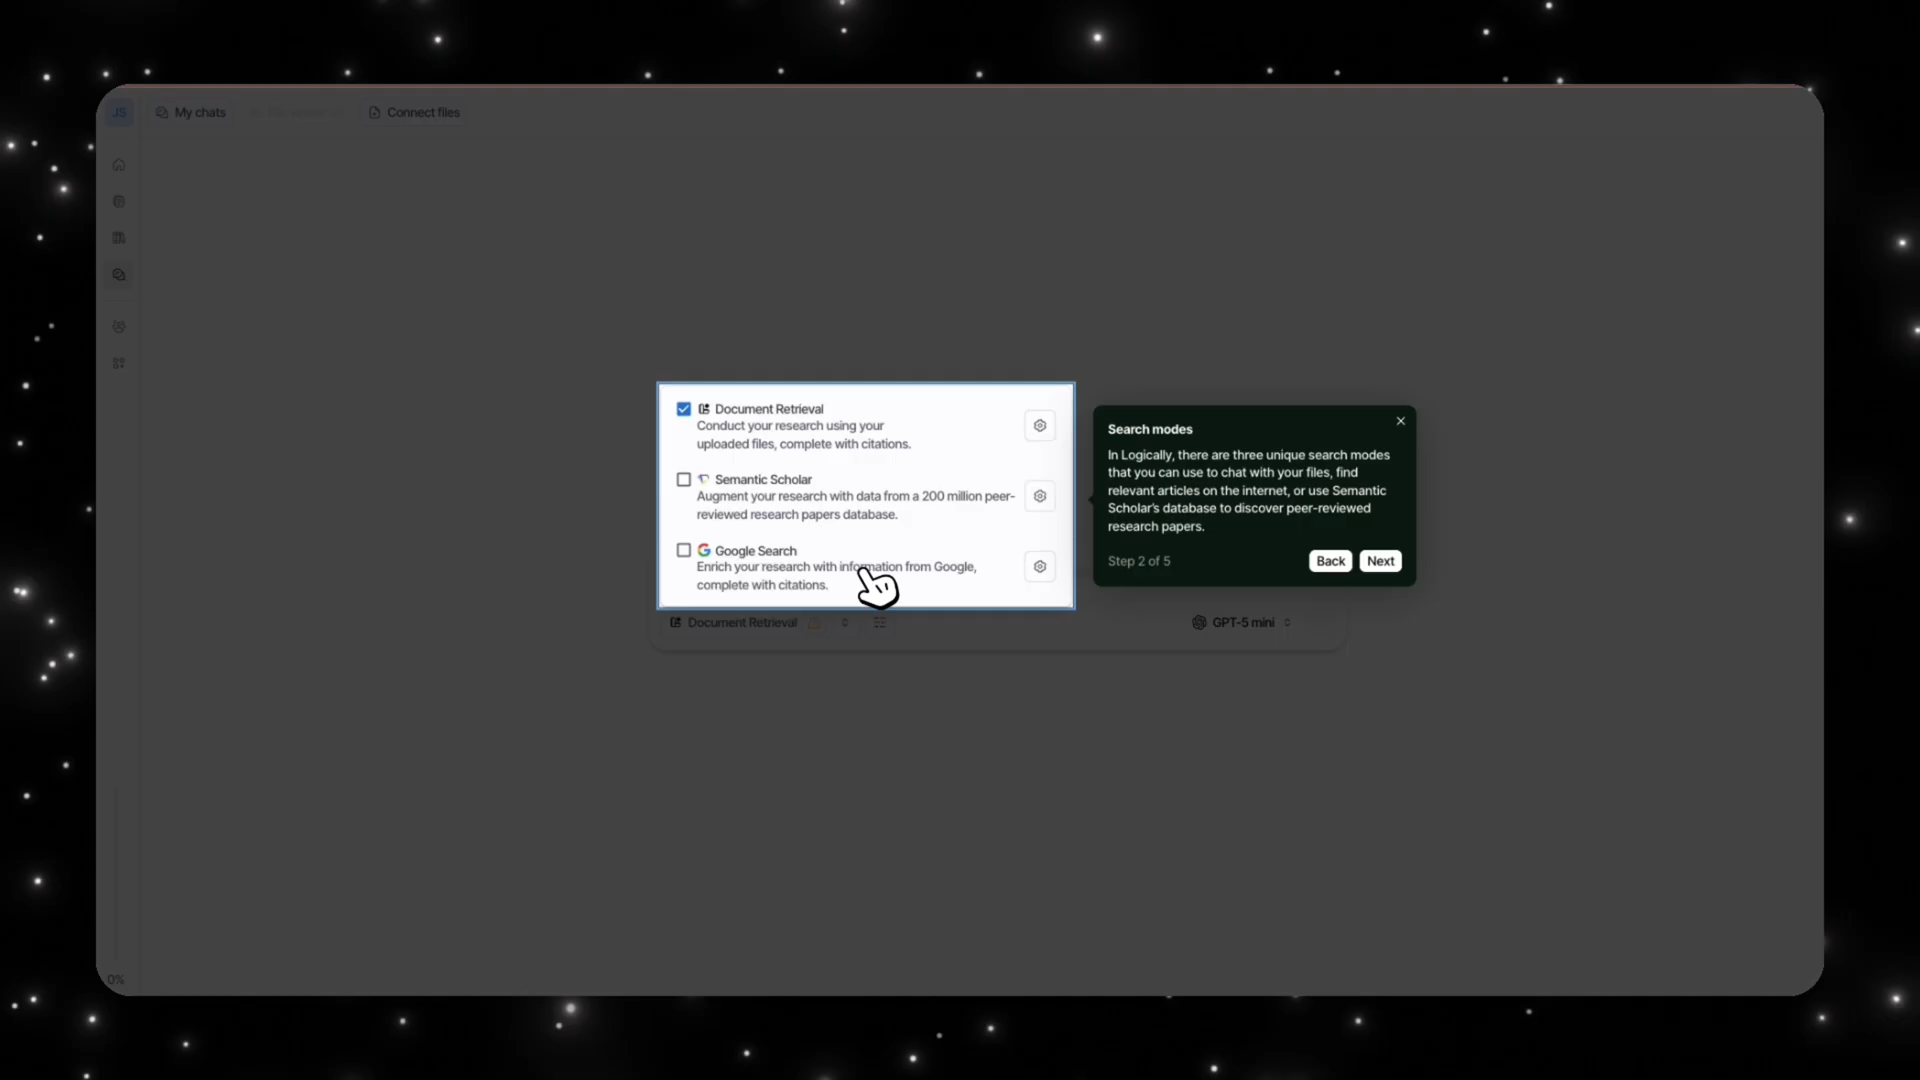 JS
My chats
Connect files
Document Retrieval
Conduct your research using your
uploaded files, complete with citations.
Semantic Scholar
Augment your research with data from a 200 million peer-
reviewed research papers database.
Google Search
Enrich your research with information from Google,
complete with citations.
Search modes
In Logically, there are three unique search modes
that you can use to chat with your files, find
relevant articles on the internet, or use Semantic
Scholar's database to discover peer-reviewed
research papers.
Step 2 of 5
Back
Next
Document Retrieval
GPT-5 mini
0%